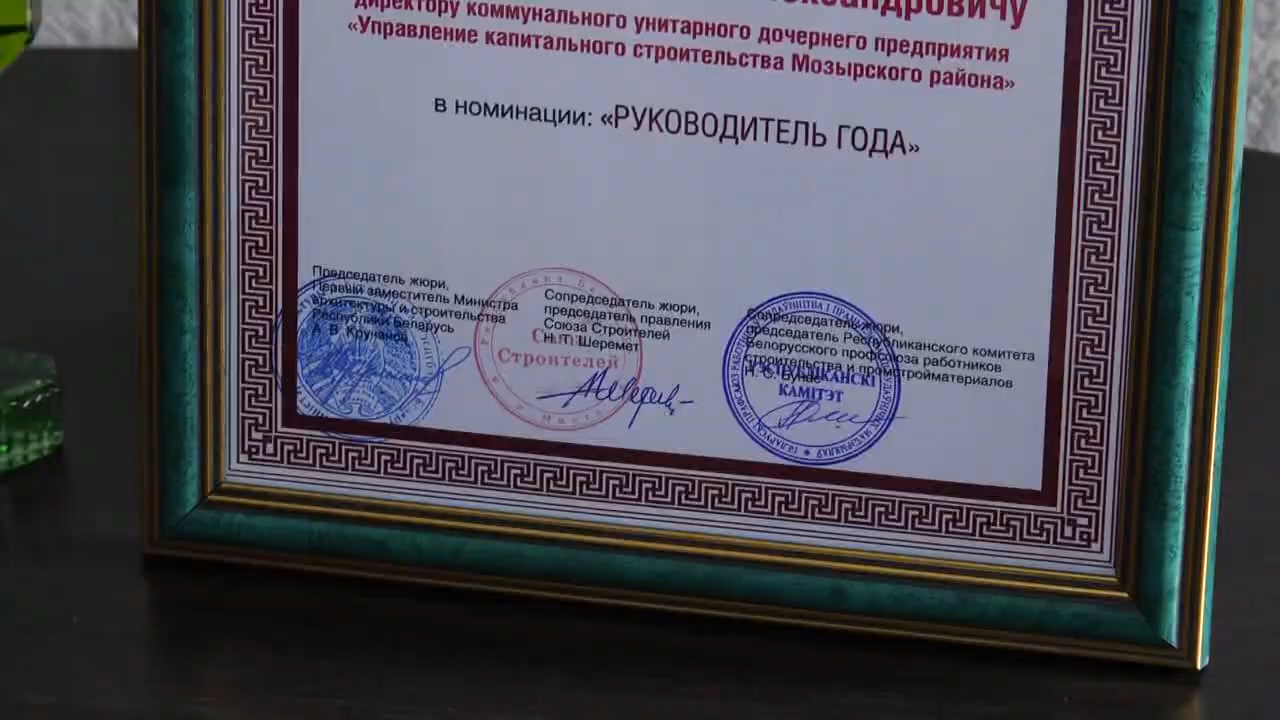 директору коммунального унитарного дочернего предприятия
«Управление капитального строительства Мозырского района»
в номинации: «РУКОВОДИТЕЛЬ ГОДА»
Председатель жюри,
Первый заместитель Министра
архитектуры и строительства
Республики Беларусь
А. В.
Сопредседатель жюри,
председатель правления
Союза Строителей
Н. П. Шеремет
Строителей
Сопредседатель жюри,
председатель Республиканского комитета
Белорусского профсоюза работников
строительства и промстройматериалов
Н. С.
РЭСПУБЛІКАНСКІ
КАМІТЭТ